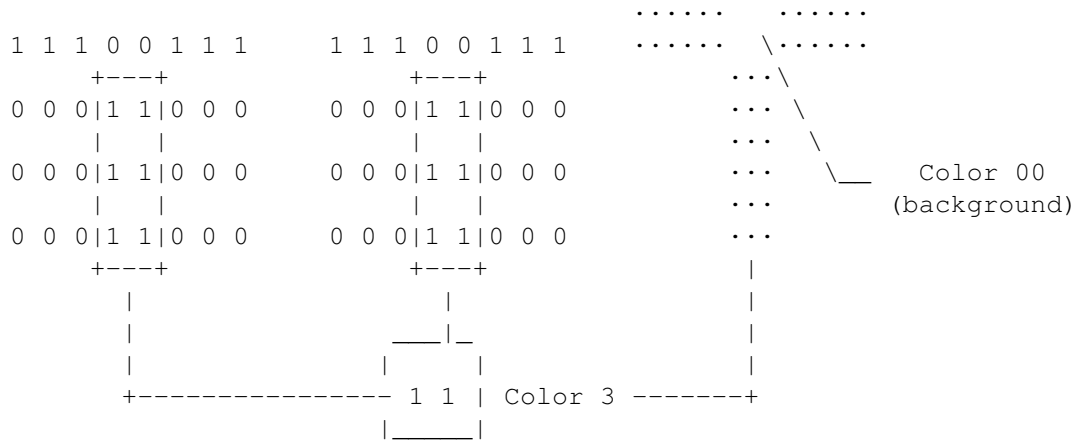 ······ ······
1 1 1 0 0 1 1 1 1 1 1 0 0 1 1 1 ······ \······
+---+ +---+ ···\
0 0 0|1 1|0 0 0 0 0 0|1 1|0 0 0 ··· \
| | | | ··· \
0 0 0|1 1|0 0 0 0 0 0|1 1|0 0 0 ··· \__ Color 00
| | | | ··· (background)
0 0 0|1 1|0 0 0 0 0 0|1 1|0 0 0 ···
+---+ +---+ |
| | |
| ___|_ |
| | | |
+---------------- 1 1 | Color 3 -------+
|_____|